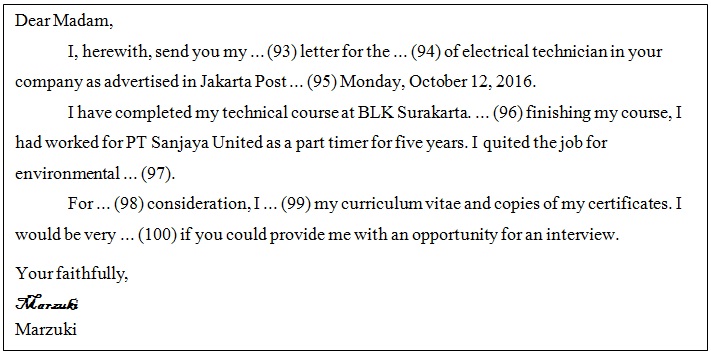 Dear Madam,
I, herewith, send you my ... (93) letter for the ... (94) of electrical technician in your
company as advertised in Jakarta Post ... (95) Monday, October 12, 2016.
I have completed my technical course at BLK Surakarta. ... (96) finishing my course, I
had worked for PT Sanjaya United as a part timer for five years. I quited the job for
environmental ... (97).
For ... (98) consideration, I ... (99) my curriculum vitae and copies of my certificates. I
would be very ... (100) if you could provide me with an opportunity for an interview.
Your faithfully,
Marzuki
Marzuki